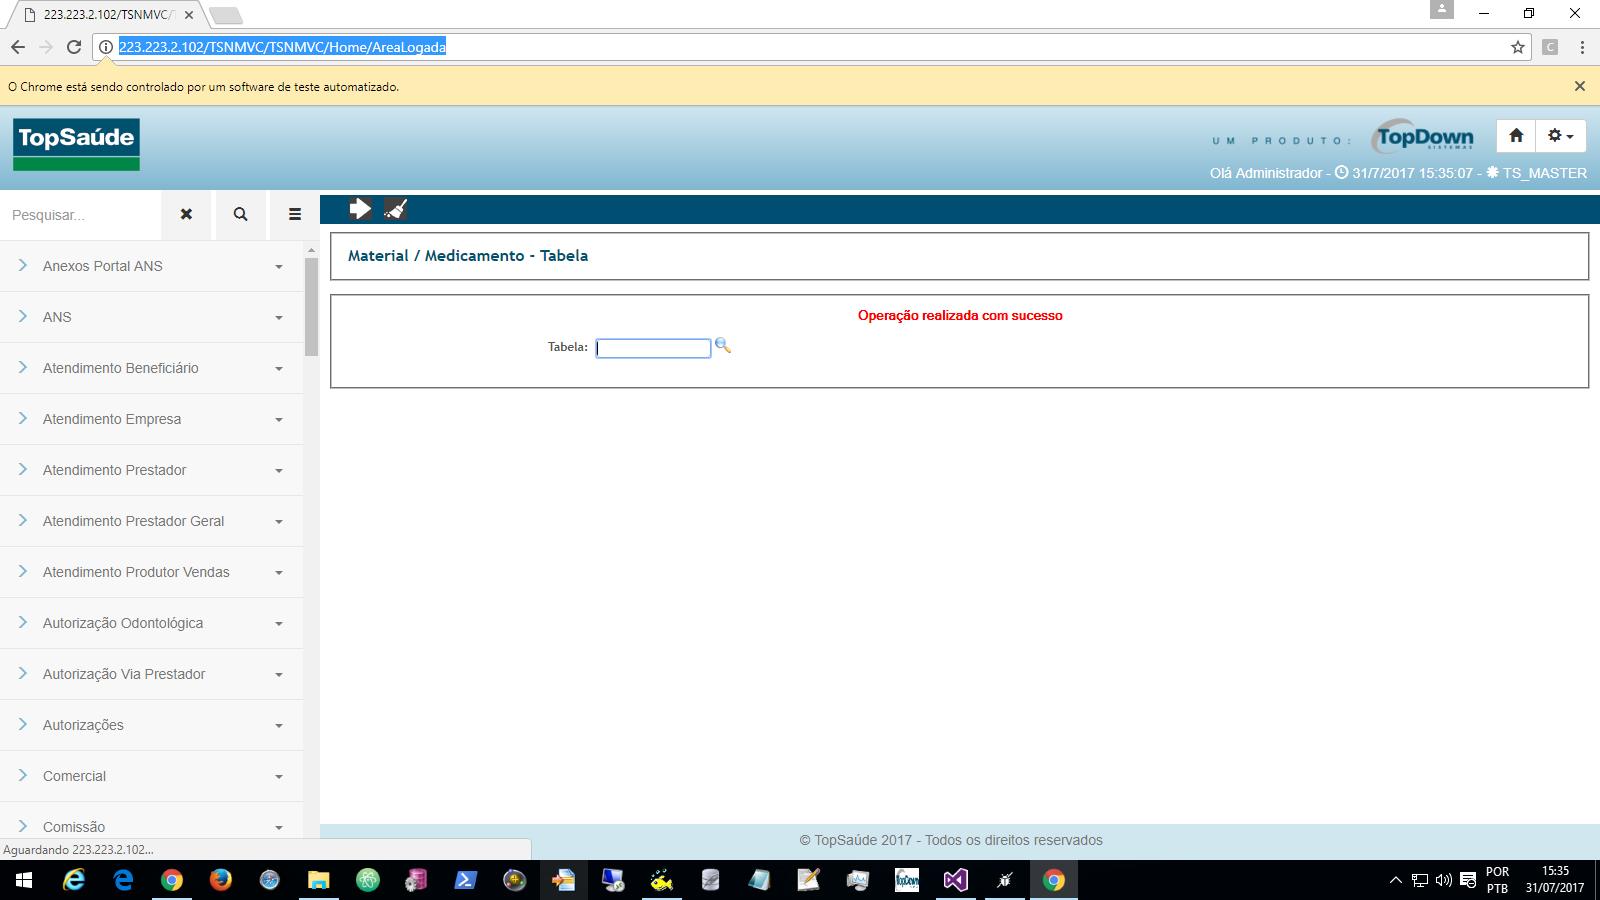 223.223.2.102/TSNMVC/
223.223.2.102/TSNMVC/TSNMVC/Home/AreaLogada
C
O Chrome está sendo controlado por um software de teste automatizado.
TopSaúde
UM PRODUTO:
TopDown
SISTEMAS
Olá Administrador - 31/7/2017 15:35:07 - TS_MASTER
Pesquisar...
Material / Medicamento - Tabela
Operação realizada com sucesso
Tabela:
Anexos Portal ANS
ANS
Atendimento Beneficiário
Atendimento Empresa
Atendimento Prestador
Atendimento Prestador Geral
Atendimento Produtor Vendas
Autorização Odontológica
Autorização Via Prestador
Autorizações
Comercial
Comissão
© TopSaúde 2017 - Todos os direitos reservados
Aguardando 223.223.2.102...
TopDown
POR
PTB
15:35
31/07/2017